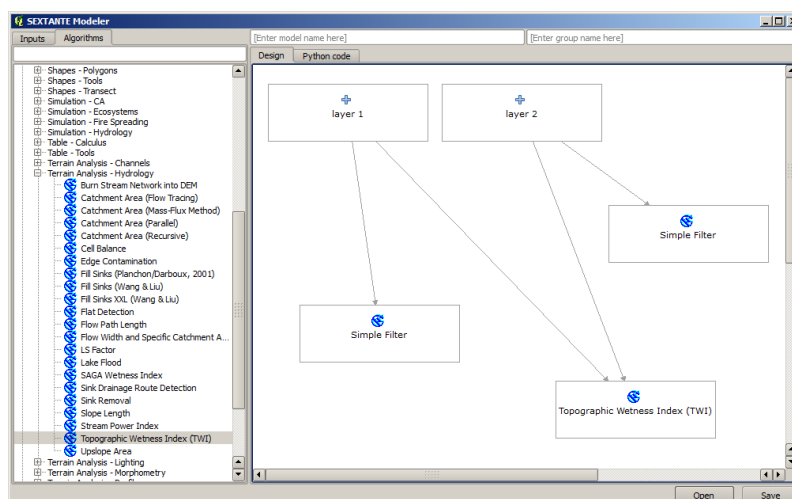 SEXTANTE Modeler
Inputs
Algorithms
[Enter model name here]
[Enter group name here]
Design
Python code
Shapes - Polygons
Shapes - Tools
Shapes - Transect
Simulation - CA
Simulation - Ecosystems
Simulation - Fire Spreading
Simulation - Hydrology
Table - Calculus
Table - Tools
Terrain Analysis - Channels
Terrain Analysis - Hydrology
Burn Stream Network into DEM
Catchment Area (Flow Tracing)
Catchment Area (Mass-Flux Method)
Catchment Area (Parallel)
Catchment Area (Recursive)
Cell Balance
Edge Contamination
Fill Sinks (Planchon/Darboux, 2001)
Fill Sinks (Wang & Liu)
Fill Sinks XXL (Wang & Liu)
Flat Detection
Flow Path Length
Flow Width and Specific Catchment A...
LS Factor
Lake Flood
SAGA Wetness Index
Sink Drainage Route Detection
Sink Removal
Slope Length
Stream Power Index
Topographic Wetness Index (TWI)
Upslope Area
Terrain Analysis - Lighting
Terrain Analysis - Morphometry
layer 1
layer 2
Simple Filter
Simple Filter
Topographic Wetness Index (TWI)
Open
Save